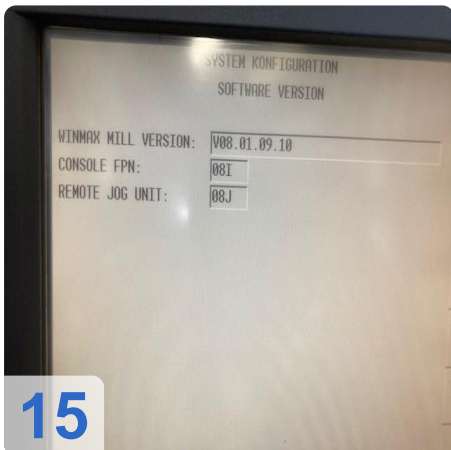 SYSTEM KONFIGURATION
SOFTWARE VERSION
WINMAX MILL VERSION: V08.01.09.10
CONSOLE FPN: 08I
REMOTE JOG UNIT: 08J
15